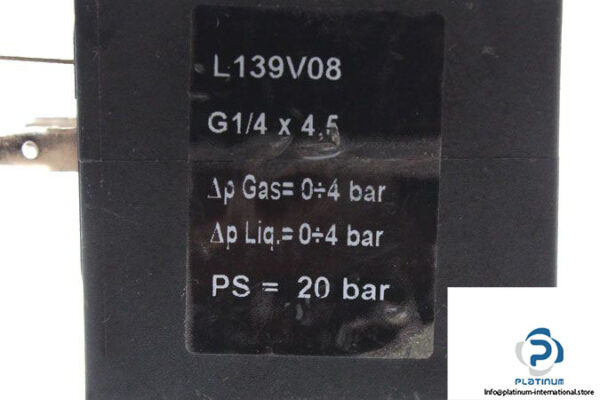 L139V08
G1/4 x 4.5
Δp Gas= 0÷4 bar
Δp Liq.= 0÷4 bar
PS = 20 bar
PLATINUM
www.platinum-international.store